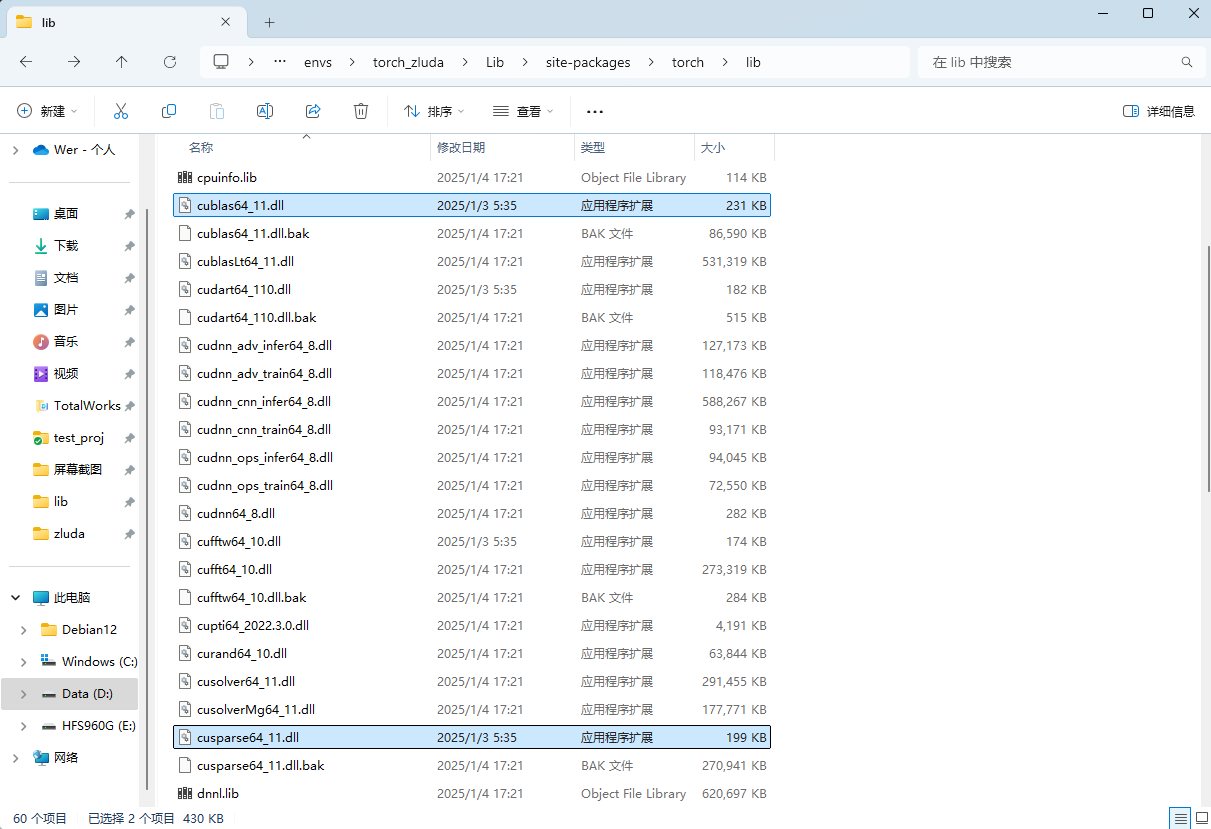 lib
envs torch_zluda Lib site-packages torch lib
在 lib 中搜索
新建 排序 查看 详细信息
Wer - 个人
桌面
下载
文档
图片
音乐
视频
TotalWorks
test_proj
屏幕截图
lib
zluda
此电脑
Debian12
Windows (C:)
Data (D:)
HFS960G (E:)
网络
名称 修改日期 类型 大小
cpuinfo.lib 2025/1/4 17:21 Object File Library 114 KB
cublas64_11.dll 2025/1/3 5:35 应用程序扩展 231 KB
cublas64_11.dll.bak 2025/1/4 17:21 BAK 文件 86,590 KB
cublasLt64_11.dll 2025/1/4 17:21 应用程序扩展 531,319 KB
cudart64_110.dll 2025/1/3 5:35 应用程序扩展 182 KB
cudart64_110.dll.bak 2025/1/4 17:21 BAK 文件 515 KB
cudnn_adv_infer64_8.dll 2025/1/4 17:21 应用程序扩展 127,173 KB
cudnn_adv_train64_8.dll 2025/1/4 17:21 应用程序扩展 118,476 KB
cudnn_cnn_infer64_8.dll 2025/1/4 17:21 应用程序扩展 588,267 KB
cudnn_cnn_train64_8.dll 2025/1/4 17:21 应用程序扩展 93,171 KB
cudnn_ops_infer64_8.dll 2025/1/4 17:21 应用程序扩展 94,045 KB
cudnn_ops_train64_8.dll 2025/1/4 17:21 应用程序扩展 72,550 KB
cudnn64_8.dll 2025/1/4 17:21 应用程序扩展 282 KB
cufftw64_10.dll 2025/1/3 5:35 应用程序扩展 174 KB
cufft64_10.dll 2025/1/4 17:21 应用程序扩展 273,319 KB
cufftw64_10.dll.bak 2025/1/4 17:21 BAK 文件 284 KB
cupti64_2022.3.0.dll 2025/1/4 17:21 应用程序扩展 4,191 KB
curand64_10.dll 2025/1/4 17:21 应用程序扩展 63,844 KB
cusolver64_11.dll 2025/1/4 17:21 应用程序扩展 291,455 KB
cusolverMg64_11.dll 2025/1/4 17:21 应用程序扩展 177,771 KB
cusparse64_11.dll 2025/1/3 5:35 应用程序扩展 199 KB
cusparse64_11.dll.bak 2025/1/4 17:21 BAK 文件 270,941 KB
dnnl.lib 2025/1/4 17:21 Object File Library 620,697 KB
60 个项目 已选择 2 个项目 430 KB